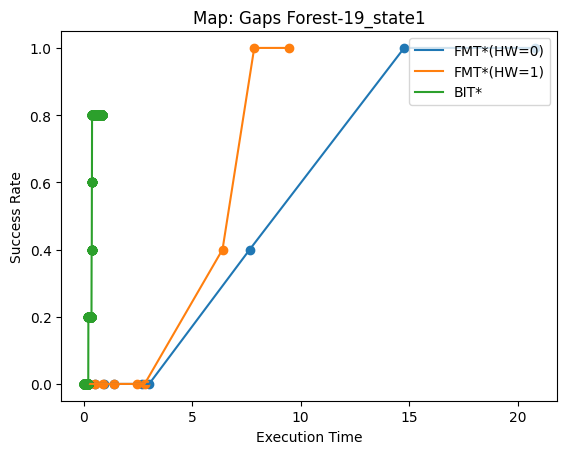 Map: Gaps Forest-19_state1
FMT*(HW=0)
FMT*(HW=1)
BIT*
Success Rate
1.0
0.8
0.6
0.4
0.2
0.0
0 5 10 15 20
Execution Time